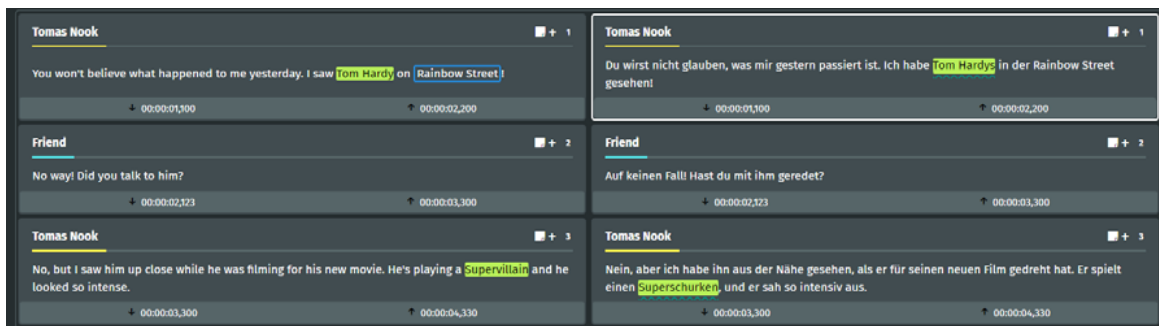 Tomas Nook + 1
You won't believe what happened to me yesterday. I saw Tom Hardy on Rainbow Street!
↓ 00:00:01,100 ↑ 00:00:02,200
Tomas Nook + 1
Du wirst nicht glauben, was mir gestern passiert ist. Ich habe Tom Hardys in der Rainbow Street
gesehen!
↓ 00:00:01,100 ↑ 00:00:02,200
Friend + 2
No way! Did you talk to him?
↓ 00:00:02,123 ↑ 00:00:03,300
Friend + 2
Auf keinen Fall! Hast du mit ihm geredet?
↓ 00:00:02,123 ↑ 00:00:03,300
Tomas Nook + 3
No, but I saw him up close while he was filming for his new movie. He's playing a Supervillain and he
looked so intense.
↓ 00:00:03,300 ↑ 00:00:04,330
Tomas Nook + 3
Nein, aber ich habe ihn aus der Nähe gesehen, als er für seinen neuen Film gedreht hat. Er spielt
einen Superschurken, und er sah so intensiv aus.
↓ 00:00:03,300 ↑ 00:00:04,330